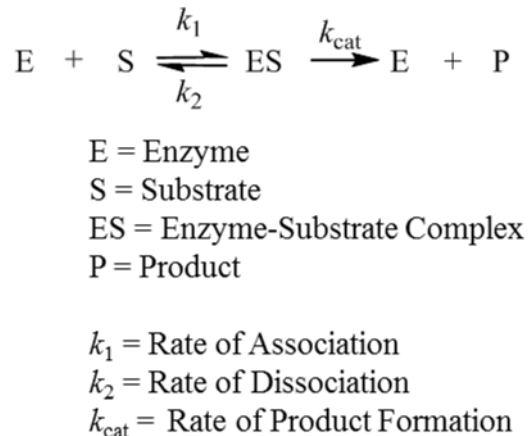 k₁
E + S ⇌ ES kcat → E + P
k₂
E = Enzyme
S = Substrate
ES = Enzyme-Substrate Complex
P = Product
k₁ = Rate of Association
k₂ = Rate of Dissociation
kcat = Rate of Product Formation